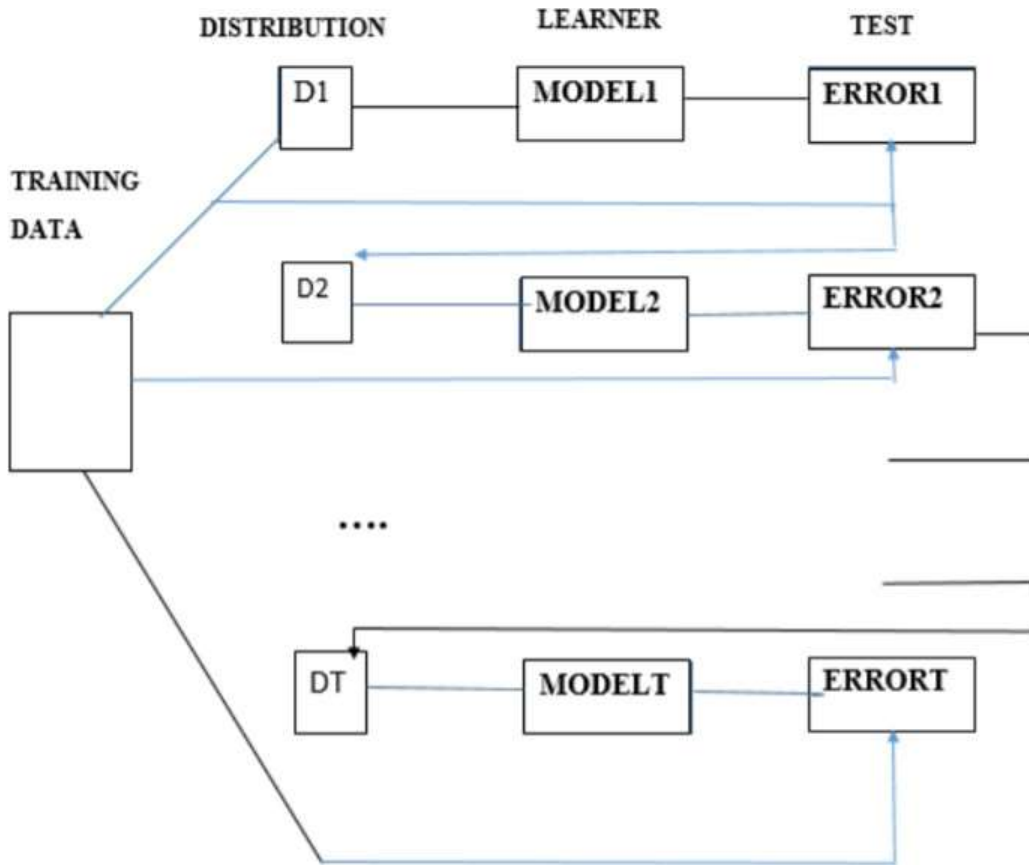 DISTRIBUTION LEARNER TEST
D1 MODEL1 ERROR1
TRAINING
DATA
D2 MODEL2 ERROR2
....
DT MODELT ERRORT